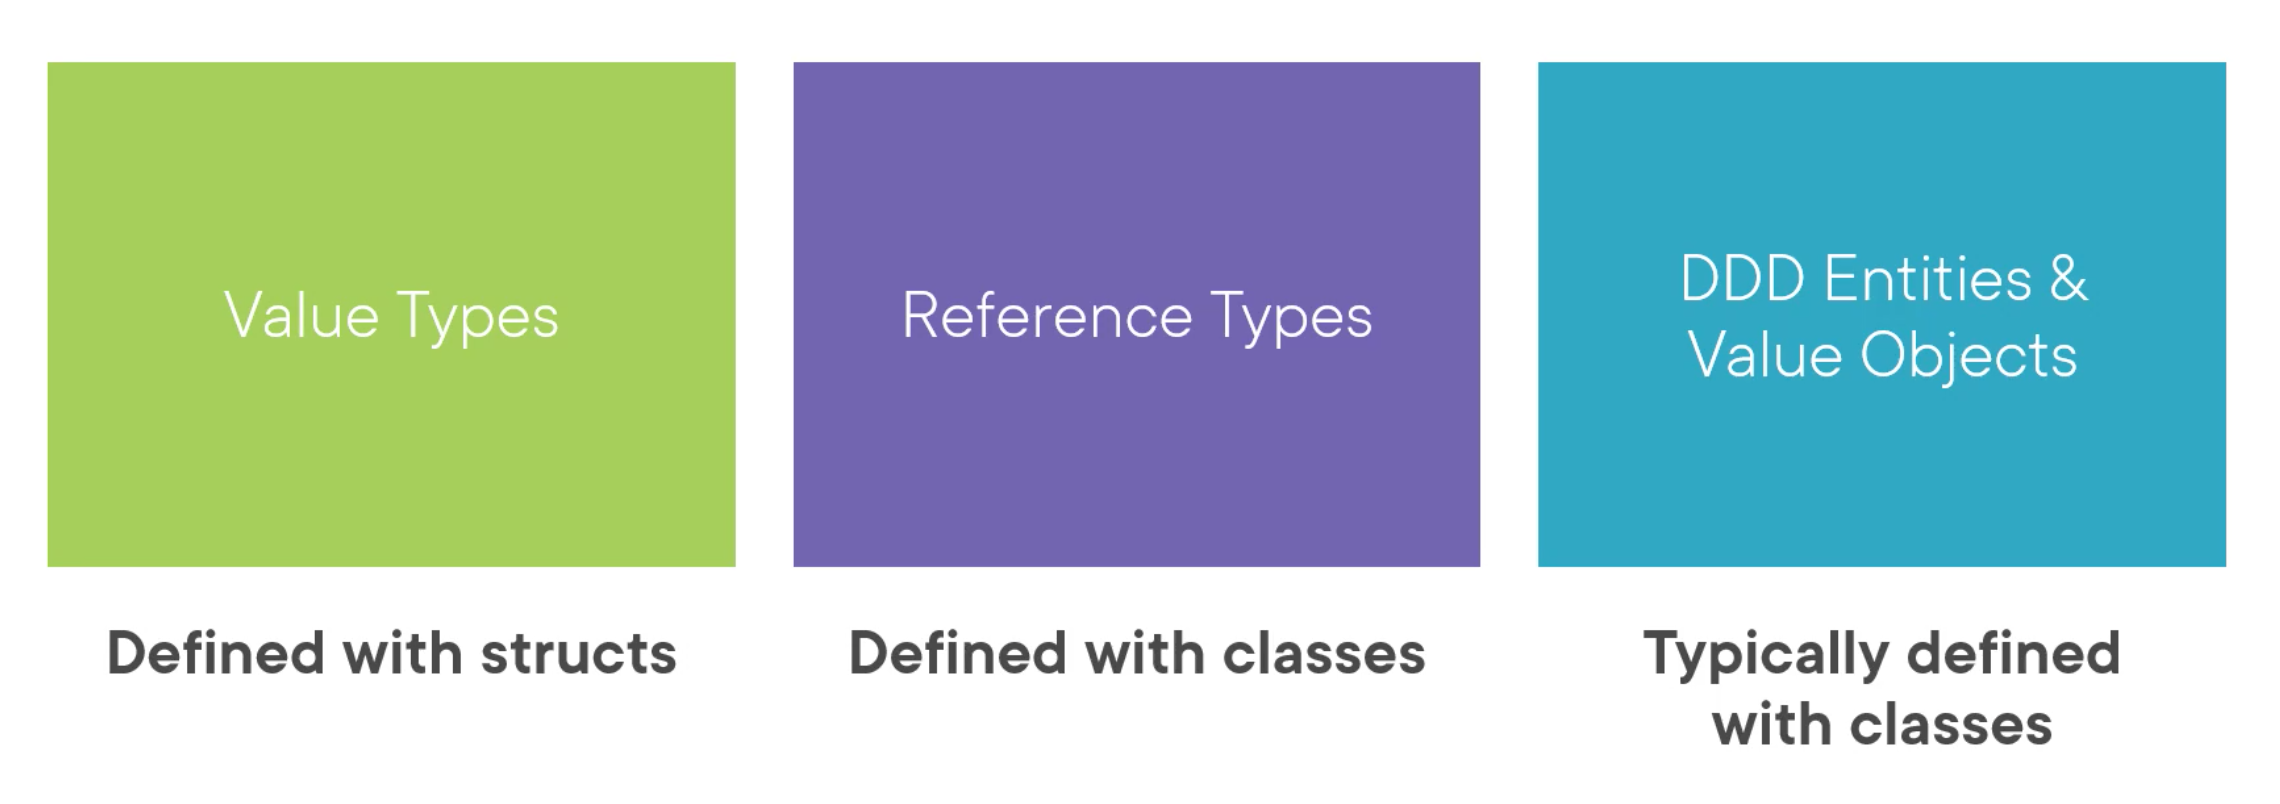 Value Types
Reference Types
DDD Entities &
Value Objects
Defined with structs
Defined with classes
Typically defined
with classes